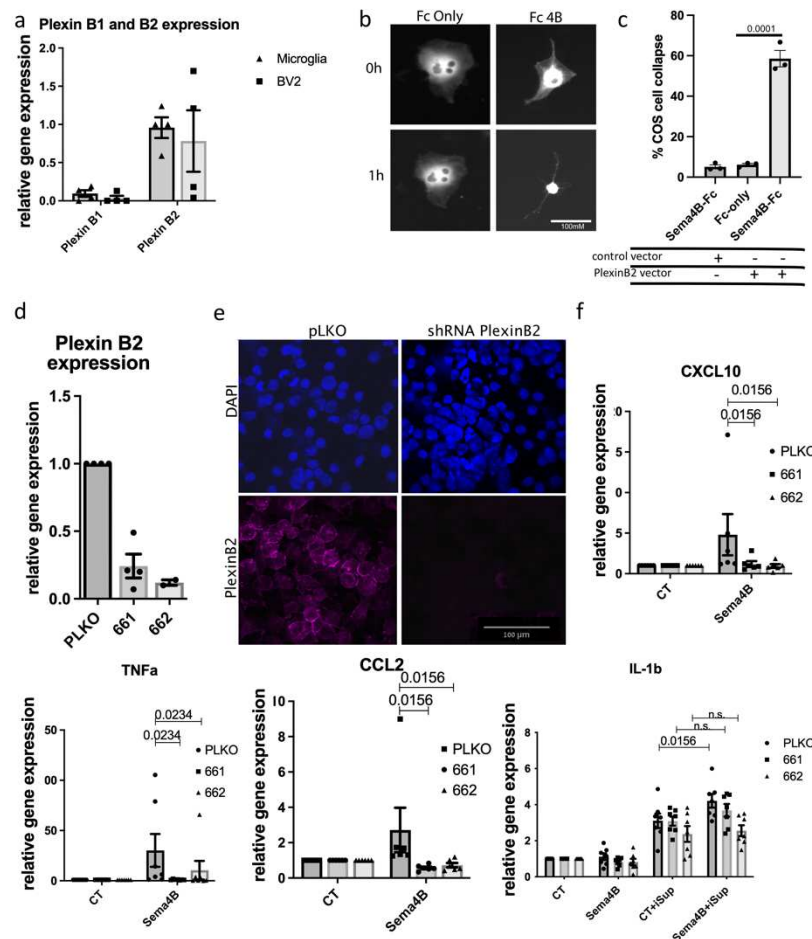 a
Plexin B1 and B2 expression
relative gene expression
1.5
1.0
0.5
0.0
Plexin B1
Plexin B2
Microglia
BV2
b
Fc Only
Fc 4B
0h
1h
100mM
c
% COS cell collapse
80
60
40
20
0
0.0001
Sema4B-Fc
Fc-only
Sema4B-Fc
control vector + - -
PlexinB2 vector - + +
d
Plexin B2
expression
relative gene expression
1.5
1.0
0.5
0.0
PLKO
661
662
e
pLKO
shRNA PlexinB2
DAPI
PlexinB2
100 µm
f
CXCL10
relative gene expression
20
15
10
5
0
0.0156
0.0156
PLKO
661
662
CT
Sema4B
TNFa
relative gene expression
50
00
50
0
0.0234
0.0234
PLKO
661
662
CT
Sema4B
CCL2
relative gene expression
10
8
6
4
2
0
0.0156
0.0156
PLKO
661
662
CT
Sema4B
IL-1b
relative gene expression
8
6
4
2
0
n.s.
n.s.
0.0156
PLKO
661
662
CT
Sema4B
CT+iSup
Sema4B+iSup